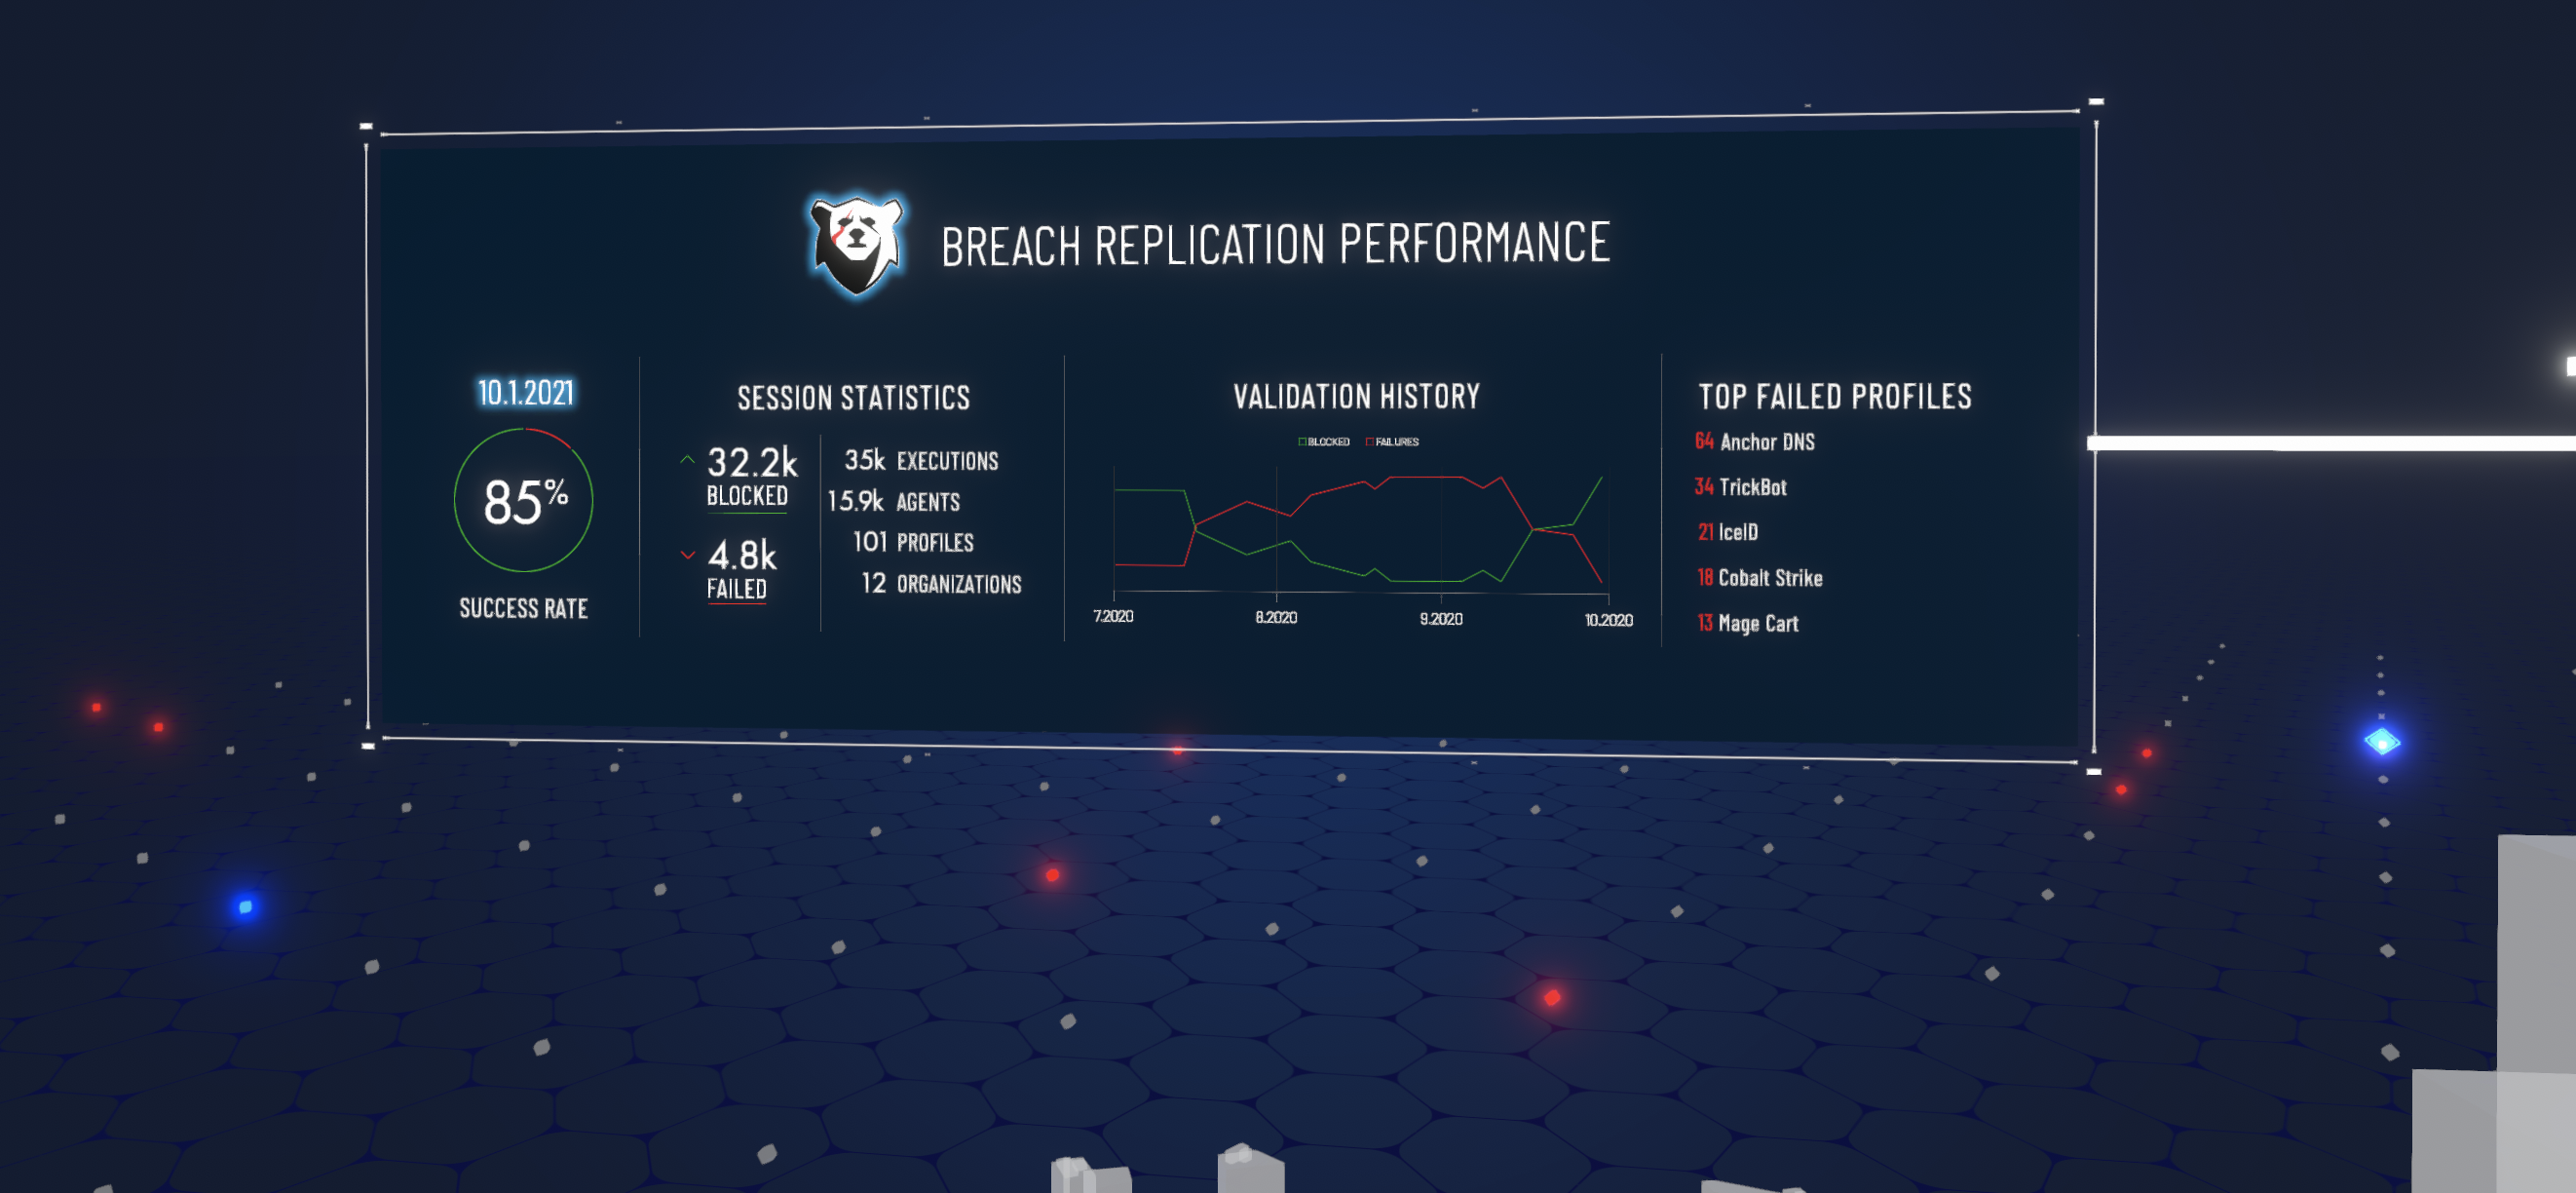 BREACH REPLICATION PERFORMANCE
10.1.2021
85%
SUCCESS RATE
SESSION STATISTICS
32.2k
BLOCKED
4.8k
FAILED
35k EXECUTIONS
15.9k AGENTS
101 PROFILES
12 ORGANIZATIONS
VALIDATION HISTORY
BLOCKED FAILURES
7.2020 8.2020 9.2020 10.2020
TOP FAILED PROFILES
64 Anchor DNS
34 TrickBot
21 IceID
18 Cobalt Strike
13 Mage Cart